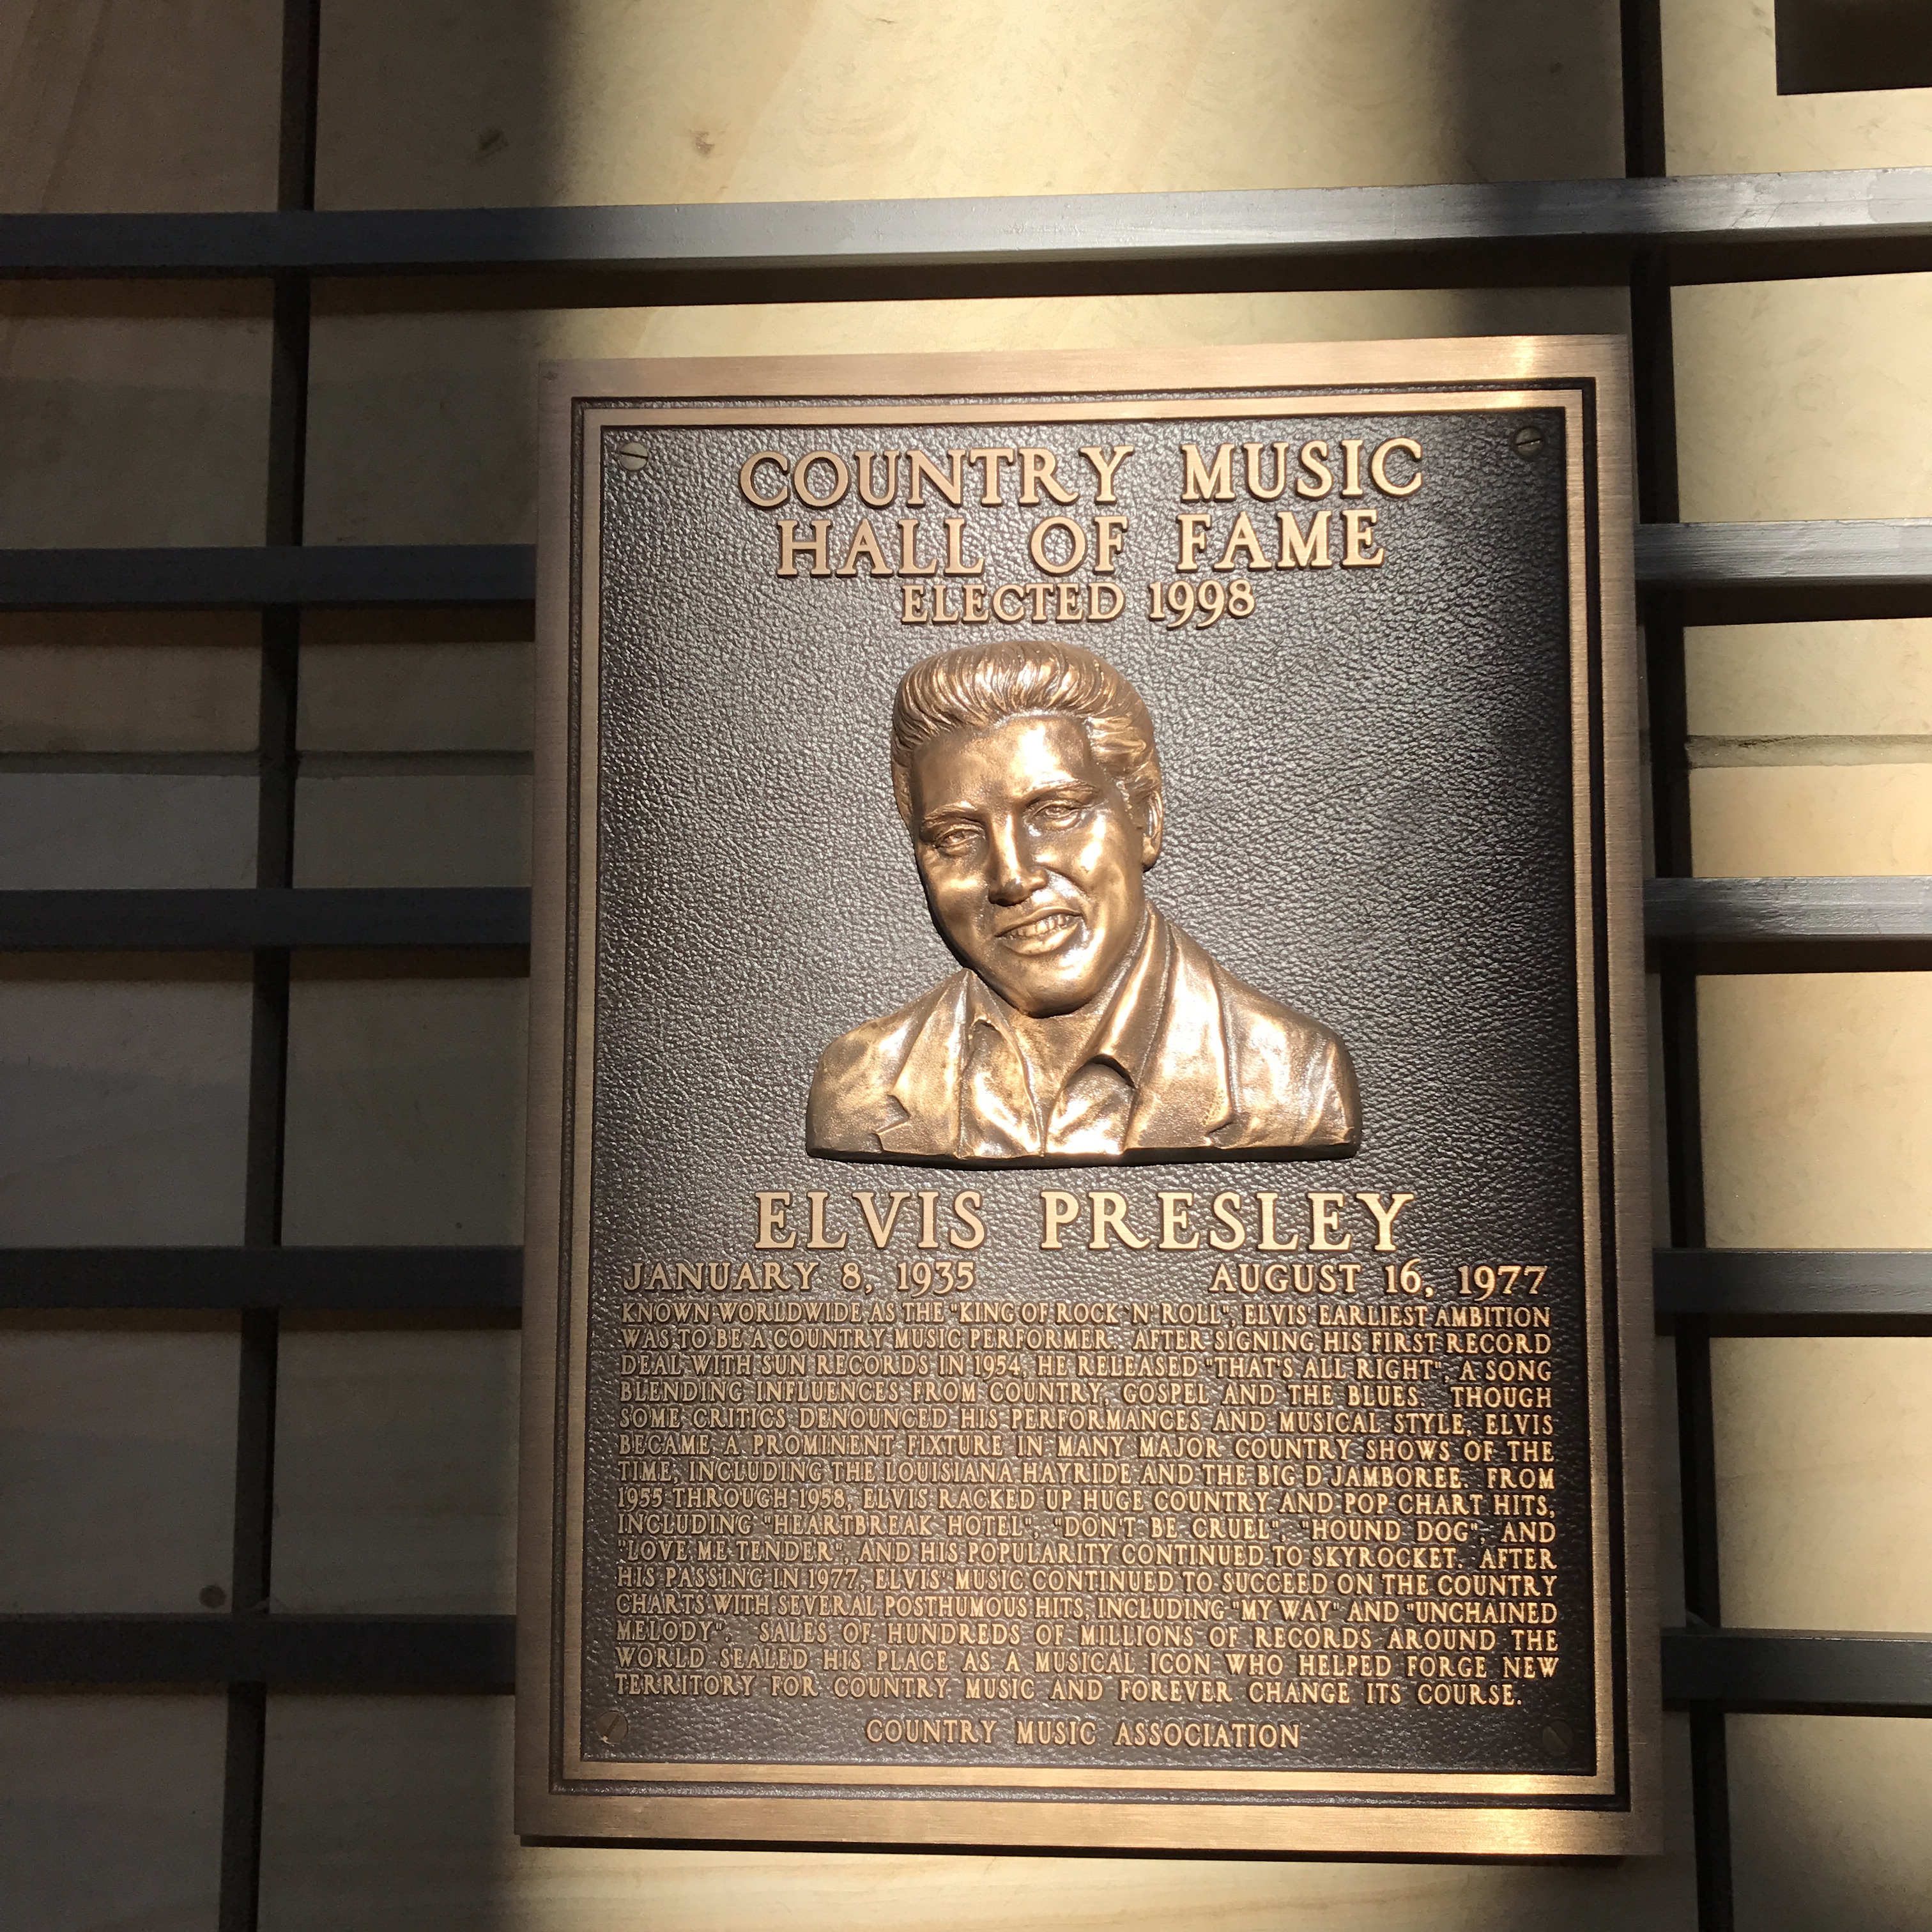 COUNTRY MUSIC
HALL OF FAME
ELECTED 1998
ELVIS PRESLEY
JANUARY 8, 1935 AUGUST 16, 1977
KNOWN WORLDWIDE AS THE "KING OF ROCK 'N' ROLL", ELVIS' EARLIEST AMBITION
WAS TO BE A COUNTRY MUSIC PERFORMER. AFTER SIGNING HIS FIRST RECORD
DEAL WITH SUN RECORDS IN 1954, HE RELEASED "THAT'S ALL RIGHT", A SONG
BLENDING INFLUENCES FROM COUNTRY, GOSPEL AND THE BLUES. THOUGH
SOME CRITICS DENOUNCED HIS PERFORMANCES AND MUSICAL STYLE, ELVIS
BECAME A PROMINENT FIXTURE IN MANY MAJOR COUNTRY SHOWS OF THE
TIME, INCLUDING THE LOUISIANA HAYRIDE AND THE BIG D JAMBOREE. FROM
1955 THROUGH 1958, ELVIS RACKED UP HUGE COUNTRY AND POP CHART HITS,
INCLUDING "HEARTBREAK HOTEL", "DON'T BE CRUEL", "HOUND DOG", AND
"LOVE ME TENDER", AND HIS POPULARITY CONTINUED TO SKYROCKET. AFTER
HIS PASSING IN 1977, ELVIS' MUSIC CONTINUED TO SUCCEED ON THE COUNTRY
CHARTS WITH SEVERAL POSTHUMOUS HITS, INCLUDING "MY WAY" AND "UNCHAINED
MELODY". SALES OF HUNDREDS OF MILLIONS OF RECORDS AROUND THE
WORLD SEALED HIS PLACE AS A MUSICAL ICON WHO HELPED FORGE NEW
TERRITORY FOR COUNTRY MUSIC AND FOREVER CHANGE ITS COURSE.
COUNTRY MUSIC ASSOCIATION